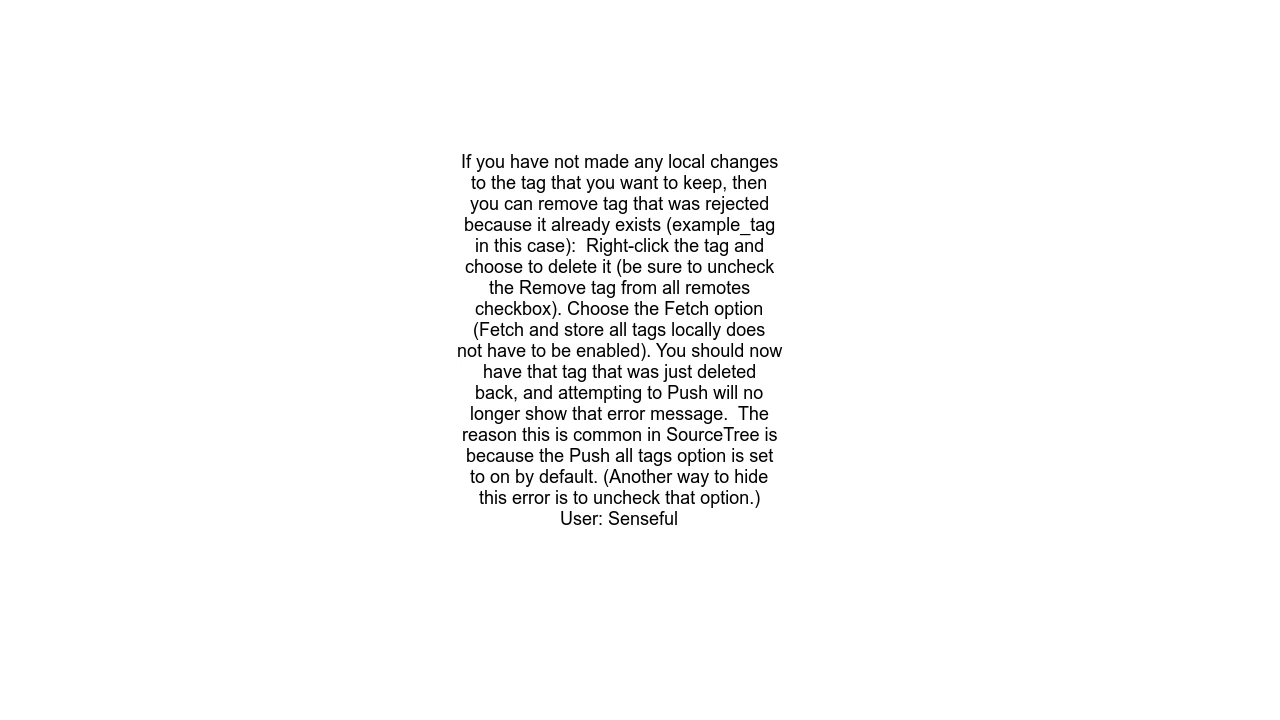 If you have not made any local changes
to the tag that you want to keep, then
you can remove tag that was rejected
because it already exists (example_tag
in this case):  Right-click the tag and
choose to delete it (be sure to uncheck
the Remove tag from all remotes
checkbox). Choose the Fetch option
(Fetch and store all tags locally does
not have to be enabled). You should now
have that tag that was just deleted
back, and attempting to Push will no
longer show that error message.  The
reason this is common in SourceTree is
because the Push all tags option is set
to on by default. (Another way to hide
this error is to uncheck that option.)
User: Senseful